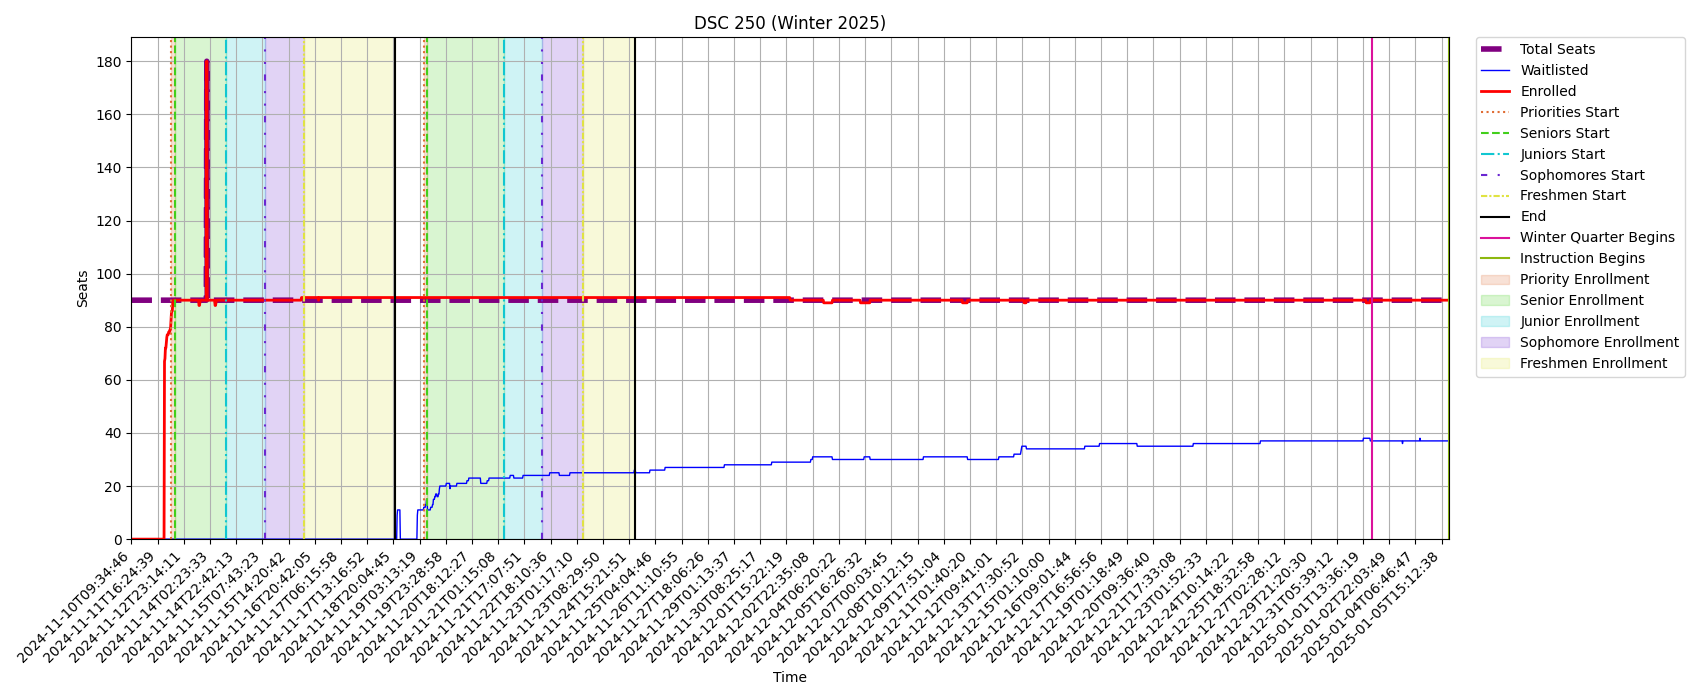 DSC 250 (Winter 2025)
Seats
180
160
140
120
100
80
60
40
20
0
2024-11-10T09:34:46
2024-11-11T16:24:39
2024-11-12T23:14:11
2024-11-14T02:23:33
2024-11-14T22:42:13
2024-11-15T07:43:23
2024-11-15T14:20:42
2024-11-16T20:42:05
2024-11-17T06:15:58
2024-11-17T13:16:52
2024-11-18T20:04:45
2024-11-19T03:13:19
2024-11-19T23:28:58
2024-11-20T18:12:27
2024-11-21T01:15:08
2024-11-21T17:07:51
2024-11-22T18:10:36
2024-11-23T01:17:10
2024-11-23T08:29:50
2024-11-24T15:21:51
2024-11-25T04:04:46
2024-11-26T11:10:55
2024-11-27T18:06:26
2024-11-29T01:13:37
2024-11-30T08:25:17
2024-12-01T15:22:19
2024-12-02T22:35:08
2024-12-04T06:20:22
2024-12-05T16:26:32
2024-12-07T00:03:45
2024-12-08T10:12:15
2024-12-09T17:51:04
2024-12-11T01:40:20
2024-12-12T09:41:01
2024-12-13T17:30:52
2024-12-15T01:10:00
2024-12-16T09:01:44
2024-12-17T16:56:56
2024-12-19T01:18:49
2024-12-20T09:36:40
2024-12-21T17:33:08
2024-12-23T01:52:33
2024-12-24T10:14:22
2024-12-25T18:32:58
2024-12-27T02:28:12
2024-12-29T21:20:30
2024-12-31T05:39:12
2025-01-01T13:36:19
2025-01-02T22:03:49
2025-01-04T06:46:47
2025-01-05T15:12:38
Time
Total Seats
Waitlisted
Enrolled
Priorities Start
Seniors Start
Juniors Start
Sophomores Start
Freshmen Start
End
Winter Quarter Begins
Instruction Begins
Priority Enrollment
Senior Enrollment
Junior Enrollment
Sophomore Enrollment
Freshmen Enrollment